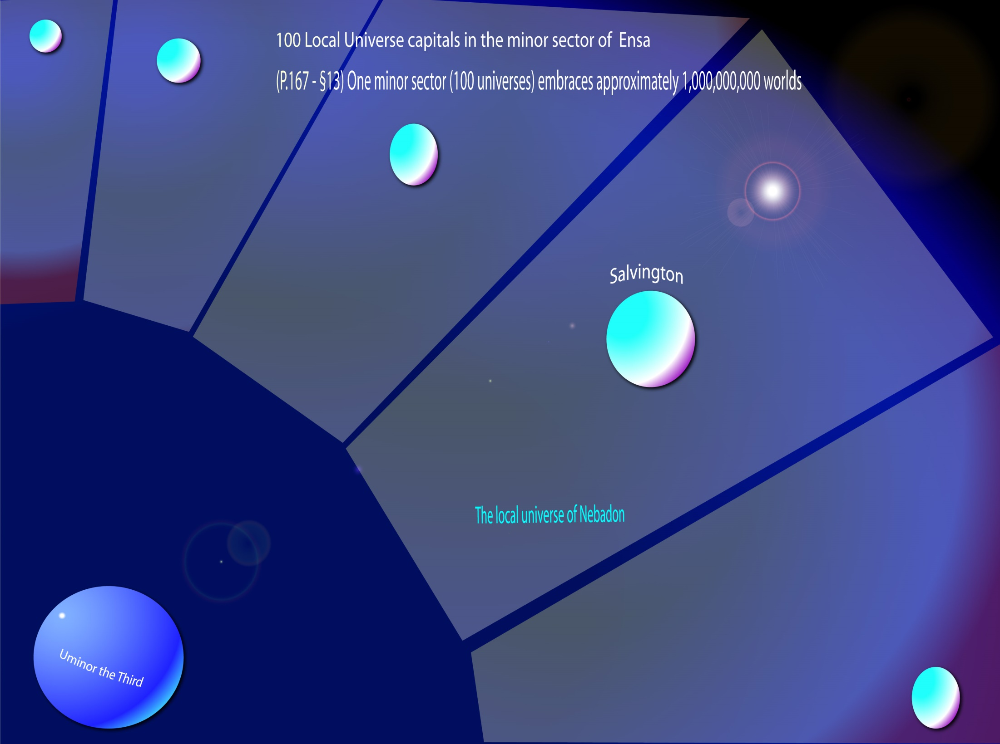 100 Local Universe capitals in the minor sector of Ensa
(P.167 - §13) One minor sector (100 universes) embraces approximately 1,000,000,000 worlds
Salvington
The local universe of Nebadon
Uminor the Third